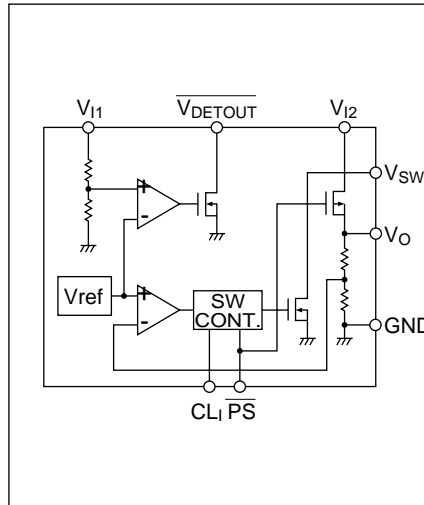 VI1
VDETOUT
VI2
VSW
+
-
VO
Vref
+
-
SW
CONT.
GND
CLI PS